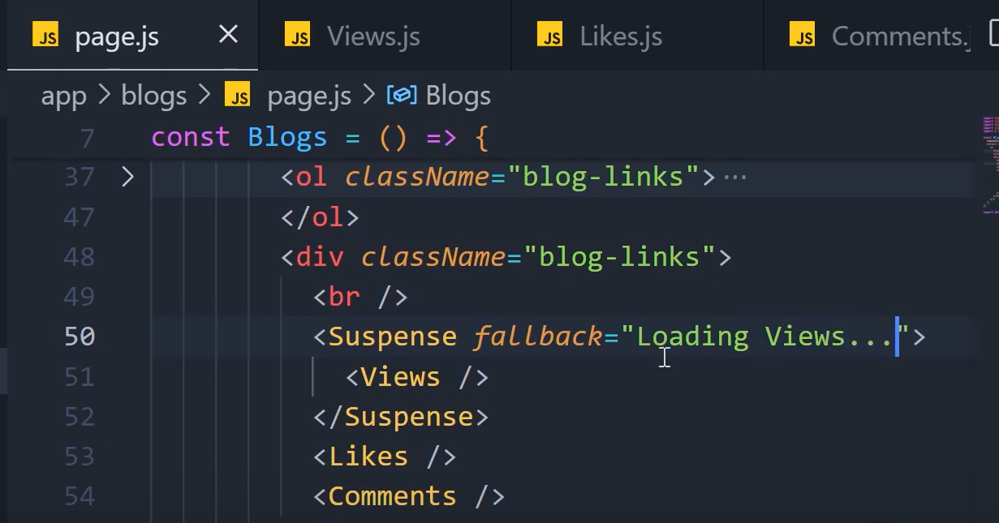 JS page.js JS Views.js JS Likes.js JS Comments.
app > blogs > JS page.js > Blogs
7 const Blogs = () => {
37 <ol className="blog-links">···
47 </ol>
48 <div className="blog-links">
49 <br />
50 <Suspense fallback="Loading Views...">
51 <Views />
52 </Suspense>
53 <Likes />
54 <Comments />